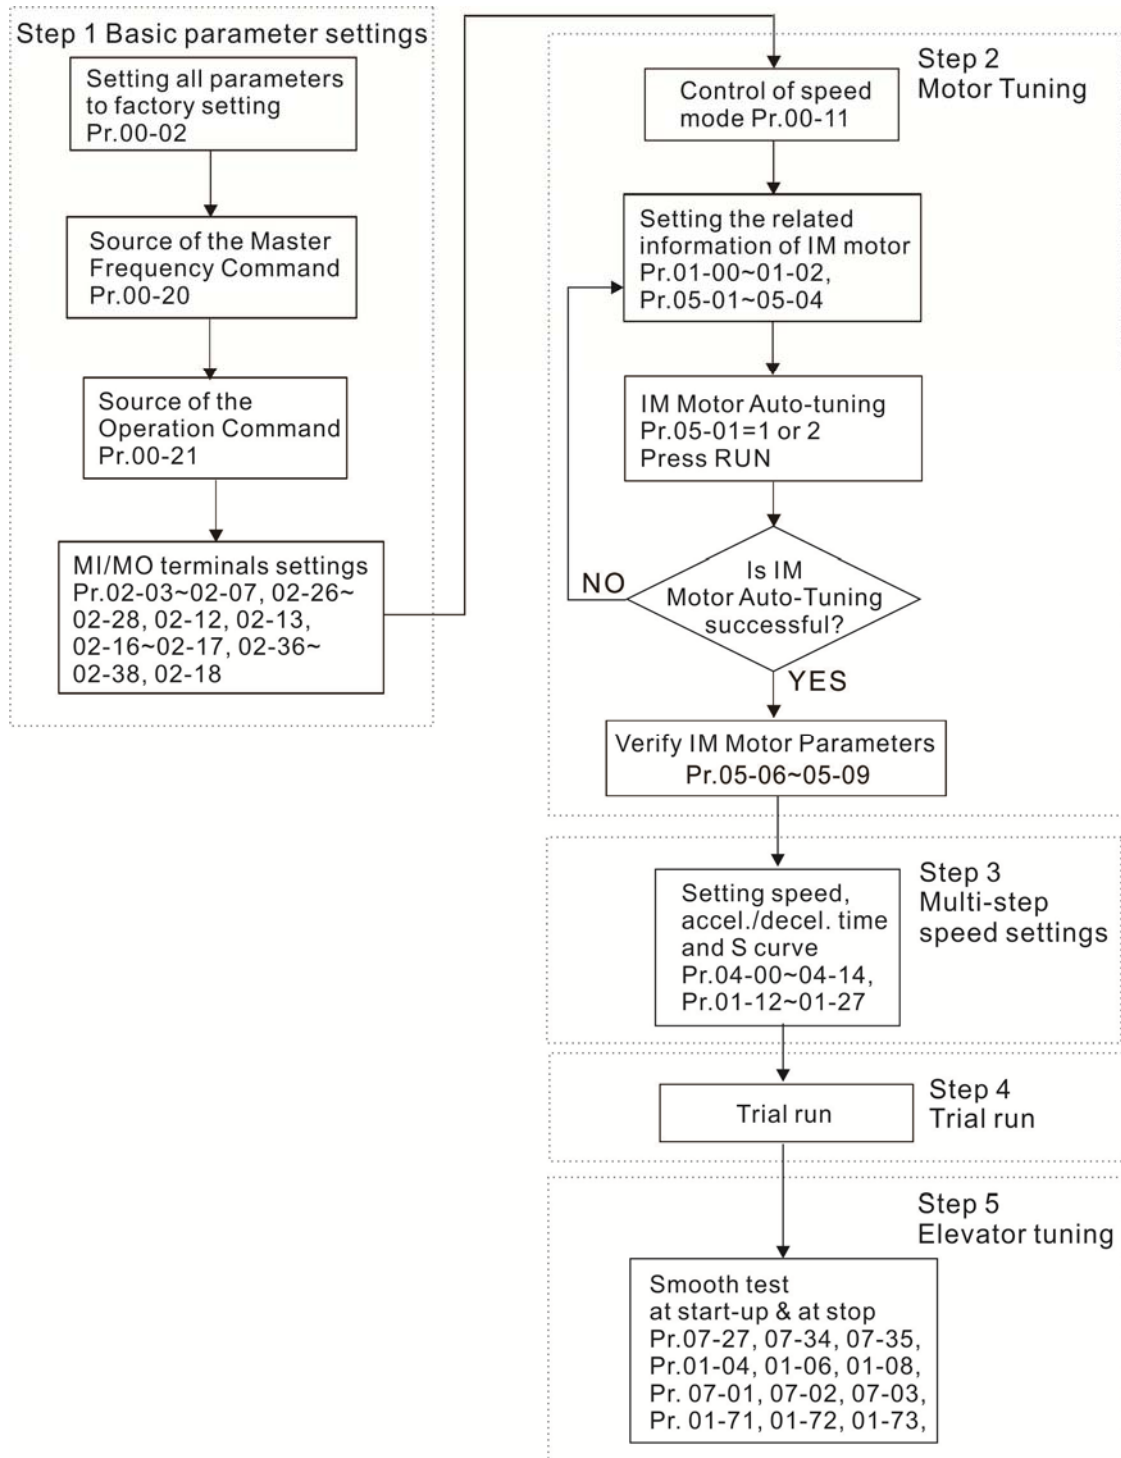 Step 1 Basic parameter settings
Setting all parameters
to factory setting
Pr.00-02
Source of the Master
Frequency Command
Pr.00-20
Source of the
Operation Command
Pr.00-21
MI/MO terminals settings
Pr.02-03~02-07, 02-26~
02-28, 02-12, 02-13,
02-16~02-17, 02-36~
02-38, 02-18
Step 2
Motor Tuning
Control of speed
mode Pr.00-11
Setting the related
information of IM motor
Pr.01-00~01-02,
Pr.05-01~05-04
IM Motor Auto-tuning
Pr.05-01=1 or 2
Press RUN
Is IM
Motor Auto-Tuning
successful?
NO
YES
Verify IM Motor Parameters
Pr.05-06~05-09
Step 3
Multi-step
speed settings
Setting speed,
accel./decel. time
and S curve
Pr.04-00~04-14,
Pr.01-12~01-27
Step 4
Trial run
Trial run
Step 5
Elevator tuning
Smooth test
at start-up & at stop
Pr.07-27, 07-34, 07-35,
Pr.01-04, 01-06, 01-08,
Pr. 07-01, 07-02, 07-03,
Pr. 01-71, 01-72, 01-73,